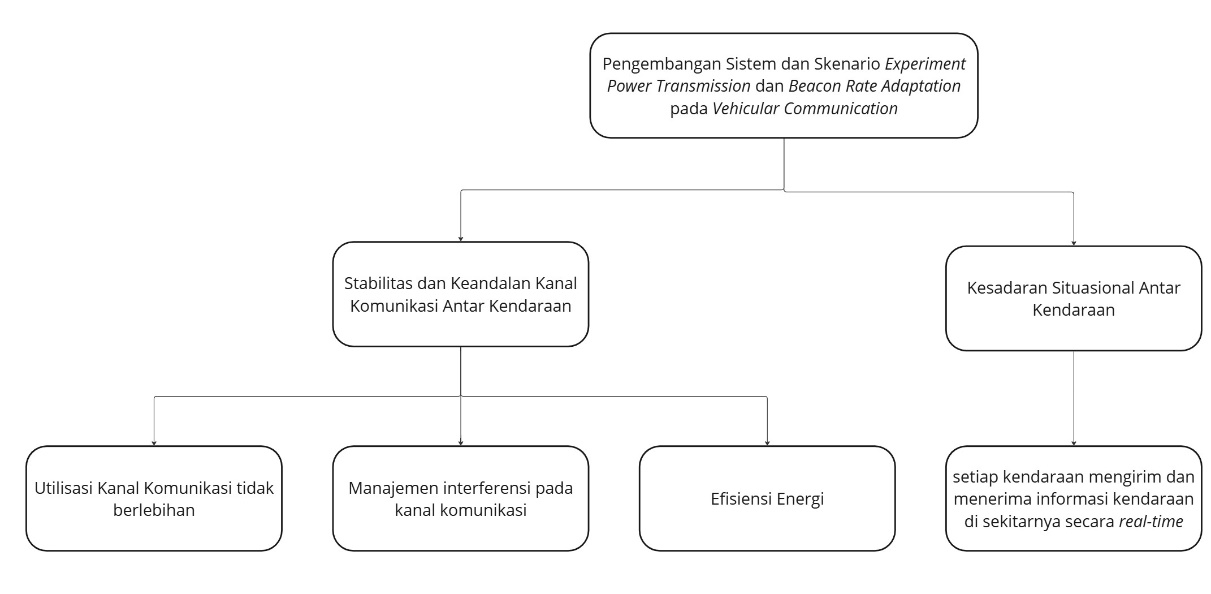 Pengembangan Sistem dan Skenario Experiment
Power Transmission dan Beacon Rate Adaptation
pada Vehicular Communication
Stabilitas dan Keandalan Kanal
Komunikasi Antar Kendaraan
Kesadaran Situasional Antar
Kendaraan
Utilisasi Kanal Komunikasi tidak
berlebihan
Manajemen interferensi pada
kanal komunikasi
Efisiensi Energi
setiap kendaraan mengirim dan
menerima informasi kendaraan
di sekitarnya secara real-time